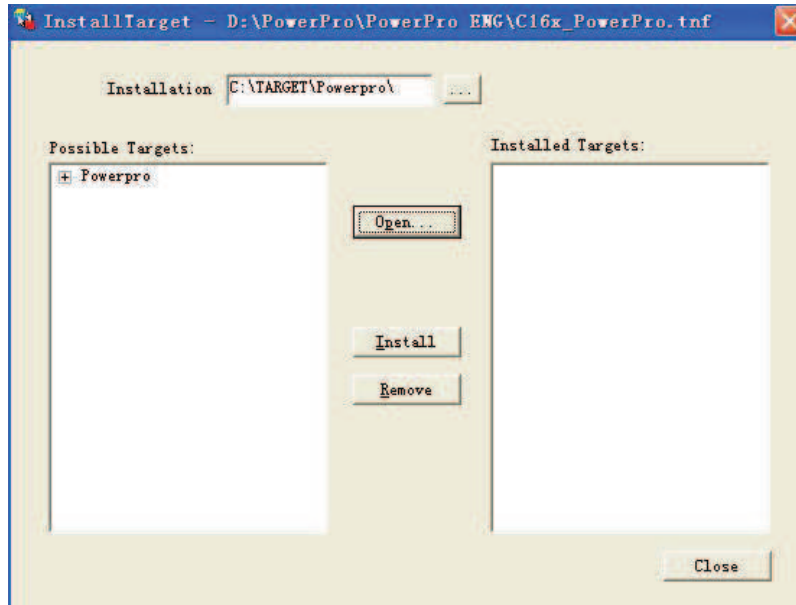 InstallTarget - D:\PowerPro\PowerPro ENG\C16x_PowerPro.tnf
Installation C:\TARGET\Powerpro\ ...
Possible Targets:
Installed Targets:
Powerpro
Open...
Install
Remove
Close